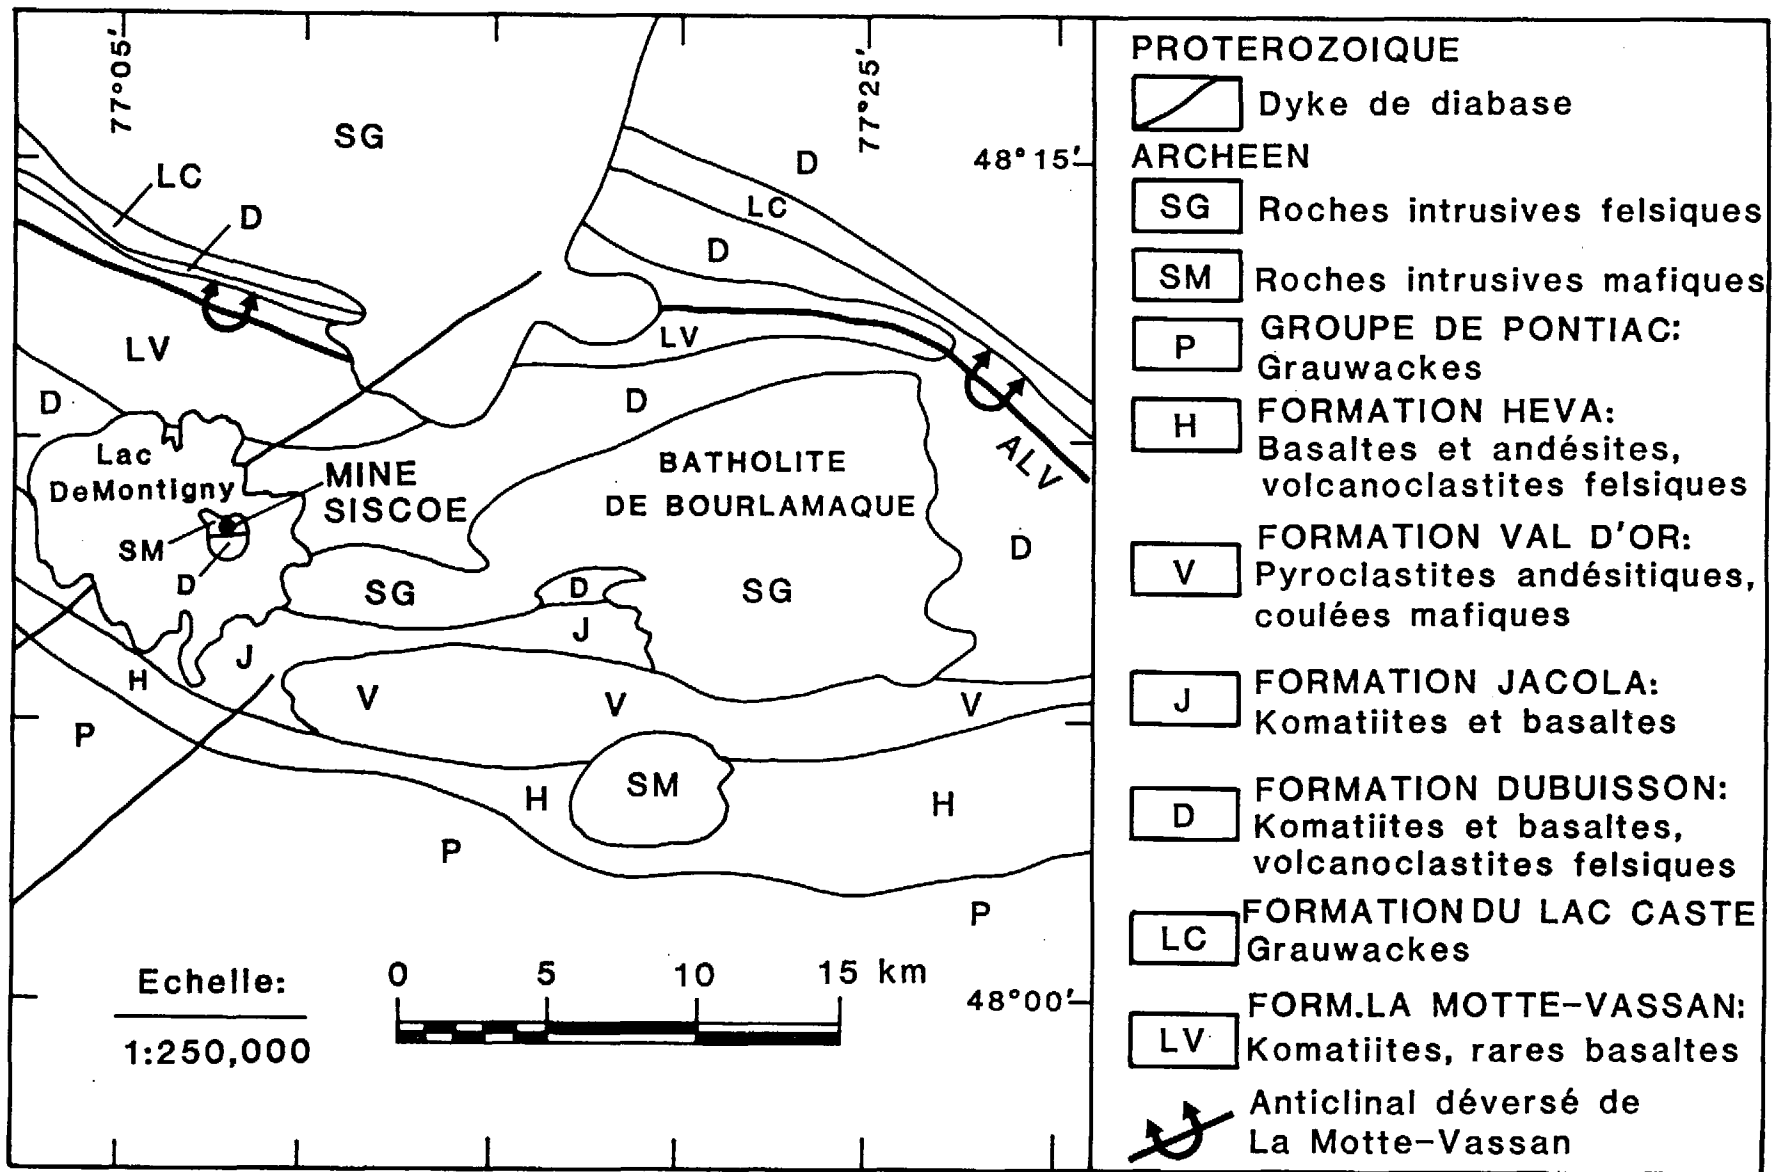 77°05'
77°25'
SG
D
48°15'
LC
LC
D
D
LV
LV
D
D
ALV
Lac
DeMontigny
MINE
SISCOE
BATHOLITE
DE BOURLAMAQUE
SM
D
D
SG
D
SG
J
J
H
V
V
V
P
SM
H
H
P
P
Echelle:
1:250,000
0 5 10 15 km
48°00'
PROTEROZOIQUE
Dyke de diabase
ARCHEEN
SG Roches intrusives felsiques
SM Roches intrusives mafiques
P GROUPE DE PONTIAC:
Grauwackes
H FORMATION HEVA:
Basaltes et andésites,
volcanoclastites felsiques
V FORMATION VAL D'OR:
Pyroclastites andésitiques,
coulées mafiques
J FORMATION JACOLA:
Komatiites et basaltes
D FORMATION DUBUISSON:
Komatiites et basaltes,
volcanoclastites felsiques
LC FORMATION DU LAC CASTE
Grauwackes
LV FORM.LA MOTTE-VASSAN:
Komatiites, rares basaltes
Anticlinal déversé de
La Motte-Vassan